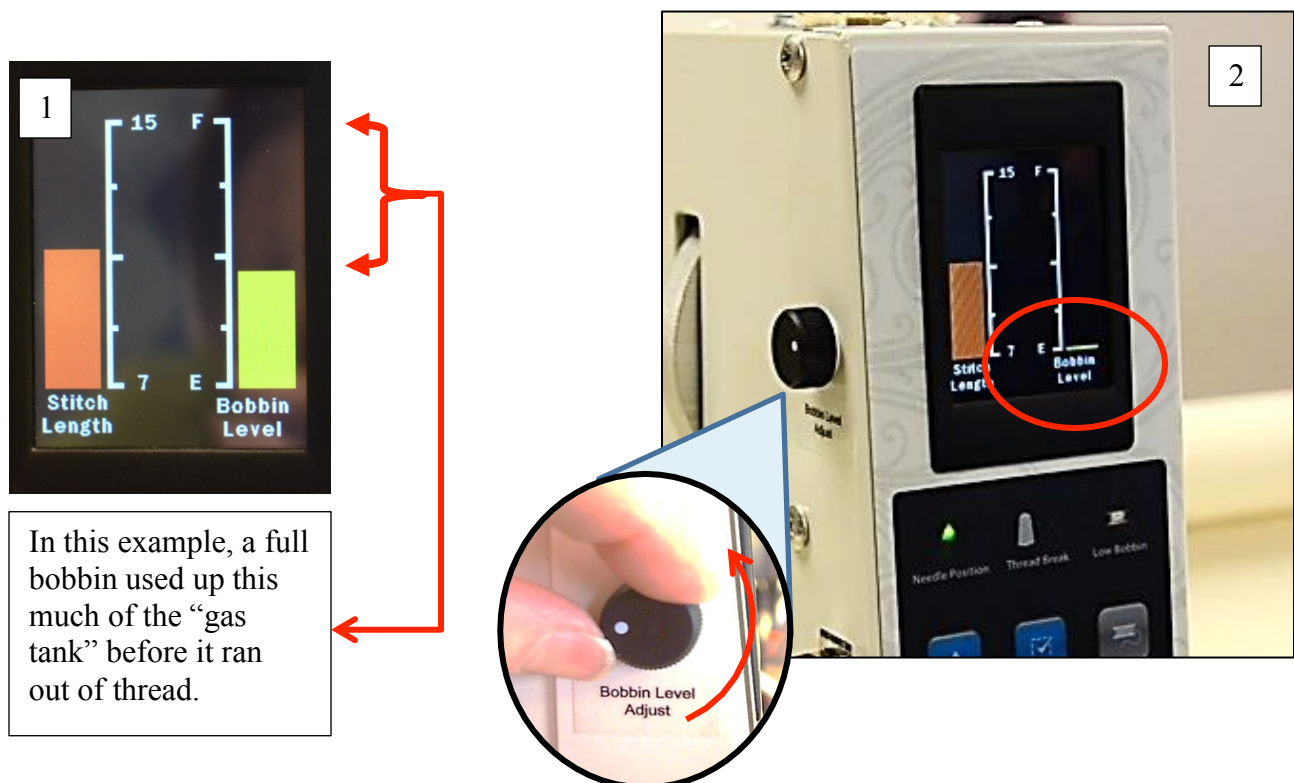 1
15 F
7 E
Stitch
Length
Bobbin
Level
In this example, a full
bobbin used up this
much of the “gas
tank” before it ran
out of thread.
2
15 F
7 E
Stitch
Length
Bobbin
Level
Bobbin Level
Adjust
Needle Position
Thread Break
Low Bobbin
Bobbin Level
Adjust